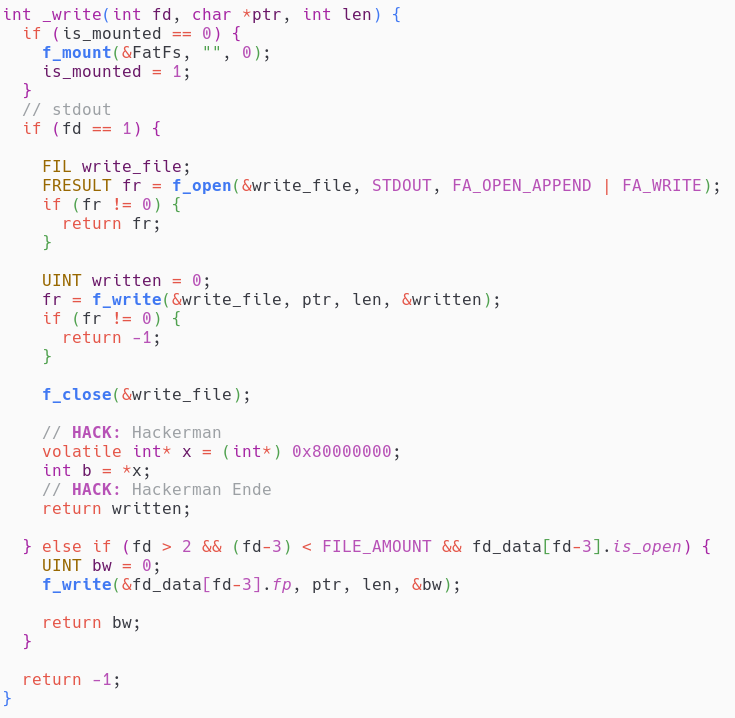 int _write(int fd, char *ptr, int len) {
if (is_mounted == 0) {
f_mount(&FatFs, "", 0);
is_mounted = 1;
}
// stdout
if (fd == 1) {
FIL write_file;
FRESULT fr = f_open(&write_file, STDOUT, FA_OPEN_APPEND | FA_WRITE);
if (fr != 0) {
return fr;
}
UINT written = 0;
fr = f_write(&write_file, ptr, len, &written);
if (fr != 0) {
return -1;
}
f_close(&write_file);
// HACK: Hackerman
volatile int* x = (int*) 0x80000000;
int b = *x;
// HACK: Hackerman Ende
return written;
} else if (fd > 2 && (fd-3) < FILE_AMOUNT && fd_data[fd-3].is_open) {
UINT bw = 0;
f_write(&fd_data[fd-3].fp, ptr, len, &bw);
return bw;
}
return -1;
}